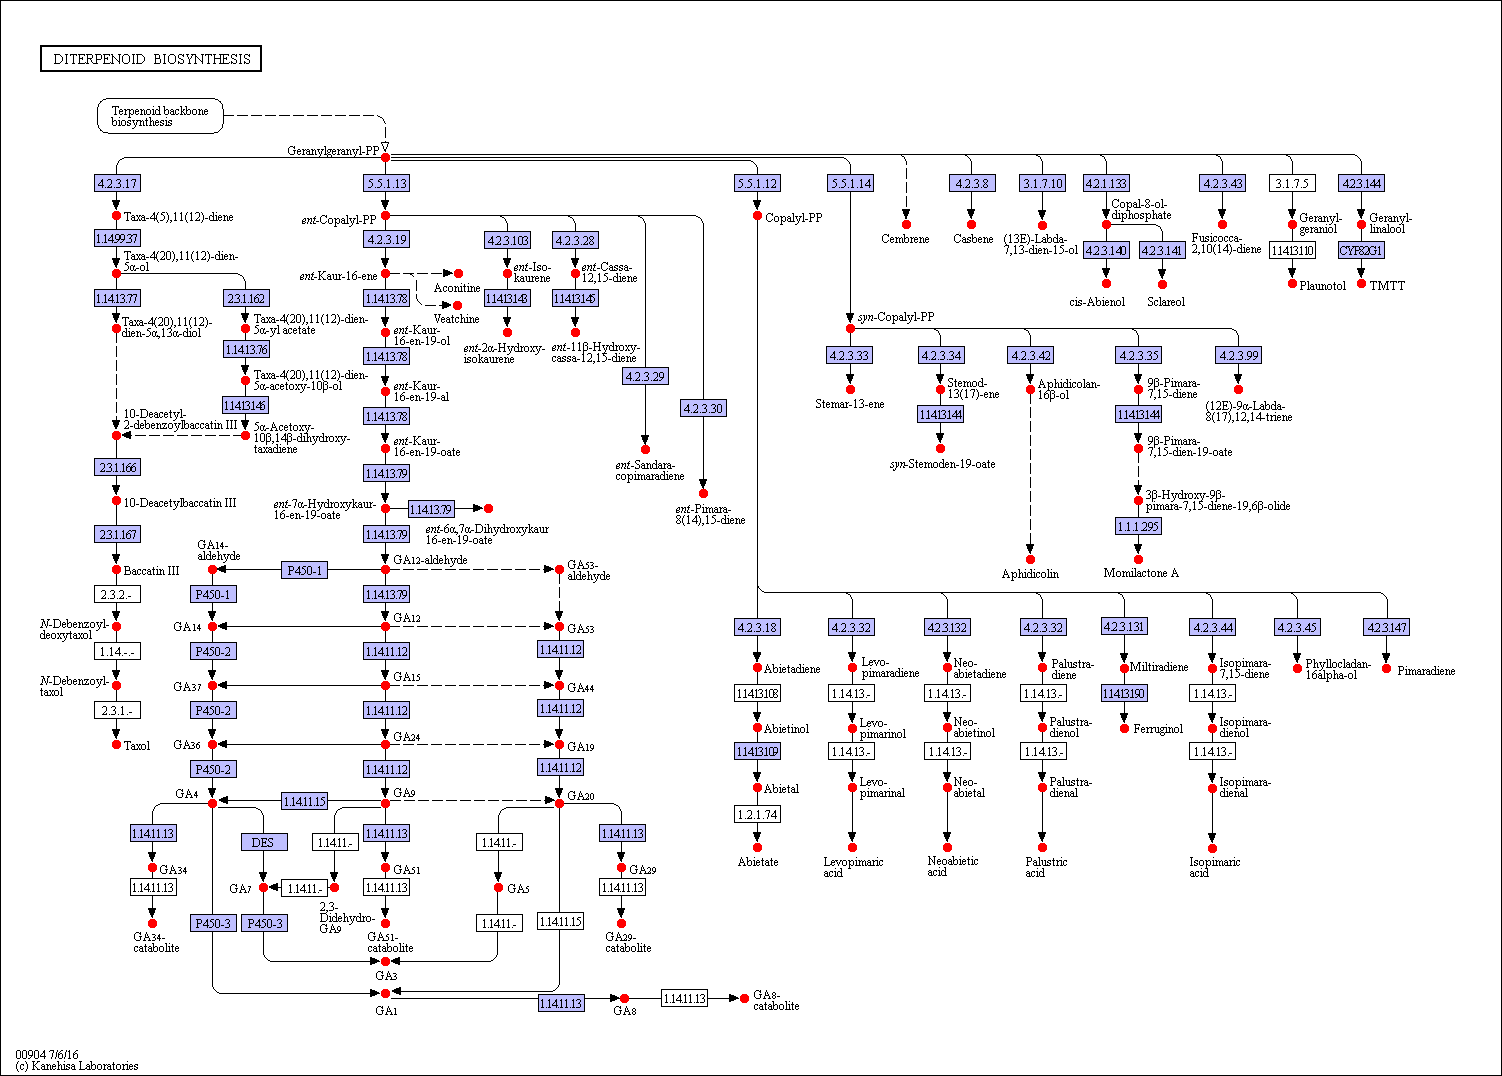 DITERPENOID BIOSYNTHESIS
Terpenoid backbone
biosynthesis
Geranylgeranyl-PP
4.2.3.17
5.5.1.13
5.5.1.12
5.5.1.14
4.2.3.8
3.1.7.10
4.2.1.133
4.2.3.43
3.1.7.5
4.2.3.144
Taxa-4(5),11(12)-diene
ent-Copalyl-PP
Copalyl-PP
Cembrene
Casbene
(13E)-Labda-
7,13-dien-15-ol
Copal-8-ol-
diphosphate
Fusicocca-
2,10(14)-diene
Geranyl-
geraniol
Geranyl-
linalool
1.14.99.37
4.2.3.19
4.2.3.103
4.2.3.28
4.2.3.140
4.2.3.141
1.14.13.110
CYP82G1
Taxa-4(20),11(12)-dien-
5α-ol
ent-Kaur-16-ene
Aconitine
Veatchine
ent-Iso-
kaurene
ent-Cassa-
12,15-diene
cis-Abienol
Sclareol
Plaunotol
TMTT
1.14.13.77
2.3.1.162
1.14.13.78
1.14.13.143
1.14.13.145
Taxa-4(20),11(12)-
dien-5α,13α-diol
Taxa-4(20),11(12)-dien-
5α-yl acetate
ent-Kaur-
16-en-19-ol
ent-2α-Hydroxy-
isokaurene
ent-11β-Hydroxy-
cassa-12,15-diene
syn-Copalyl-PP
1.14.13.76
1.14.13.78
4.2.3.29
4.2.3.30
4.2.3.33
4.2.3.34
4.2.3.42
4.2.3.35
4.2.3.99
Taxa-4(20),11(12)-dien-
5α-acetoxy-10β-ol
ent-Kaur-
16-en-19-al
Stemar-13-ene
Stemod-
13(17)-ene
Aphidicolan-
16β-ol
9β-Pimara-
7,15-diene
(12E)-9α-Labda-
8(17),12,14-triene
1.14.13.146
1.14.13.78
1.14.13.144
1.14.13.144
10-Deacetyl-
2-debenzoylbaccatin III
5α-Acetoxy-
10β,14β-dihydroxy-
taxadiene
ent-Kaur-
16-en-19-oate
ent-Sandara-
copimaradiene
syn-Stemoden-19-oate
9β-Pimara-
7,15-dien-19-oate
2.3.1.166
1.14.13.79
10-Deacetylbaccatin III
ent-7α-Hydroxykaur-
16-en-19-oate
1.14.13.79
ent-6α,7α-Dihydroxykaur
16-en-19-oate
ent-Pimara-
8(14),15-diene
3β-Hydroxy-9β-
pimara-7,15-diene-19,6β-olide
2.3.1.167
1.14.13.79
1.1.1.295
Baccatin III
GA14-
aldehyde
P450-1
GA12-aldehyde
GA53-
aldehyde
Aphidicolin
Momilactone A
2.3.2.-
P450-1
1.14.13.79
N-Debenzoyl-
deoxytaxol
GA14
GA12
GA53
4.2.3.18
4.2.3.32
4.2.3.132
4.2.3.32
4.2.3.131
4.2.3.44
4.2.3.45
4.2.3.147
1.14.-.-
P450-2
1.14.11.12
1.14.11.12
Abietadiene
Levo-
pimaradiene
Neo-
abietadiene
Palustra-
diene
Miltiradiene
Isopimara-
7,15-diene
Phyllocladan-
16alpha-ol
Pimaradiene
N-Debenzoyl-
taxol
GA37
GA15
GA44
1.14.13.108
1.14.13.-
1.14.13.-
1.14.13.-
1.14.13.190
1.14.13.-
2.3.1.-
P450-2
1.14.11.12
1.14.11.12
Abietinol
Levo-
pimarinol
Neo-
abietinol
Palustra-
dienol
Ferruginol
Isopimara-
dienol
Taxol
GA36
GA24
GA19
1.14.13.109
1.14.13.-
1.14.13.-
1.14.13.-
1.14.13.-
P450-2
1.14.11.12
1.14.11.12
Abietal
Levo-
pimarinal
Neo-
abietal
Palustra-
dienal
Isopimara-
dienal
GA4
1.14.11.15
GA9
GA20
1.2.1.74
1.14.11.13
DES
1.14.11.-
1.14.11.13
1.14.11.-
1.14.11.13
Abietate
Levopimaric
acid
Neoabietic
acid
Palustric
acid
Isopimaric
acid
GA34
GA51
GA29
1.14.11.13
GA7
1.14.11.-
1.14.11.13
GA5
1.14.11.13
2,3-
Didehydro-
GA9
P450-3
P450-3
1.14.11.-
1.14.11.15
GA34-
catabolite
GA51-
catabolite
GA29-
catabolite
GA3
GA1
1.14.11.13
GA8
1.14.11.13
GA8-
catabolite
00904 7/6/16
(c) Kanehisa Laboratories